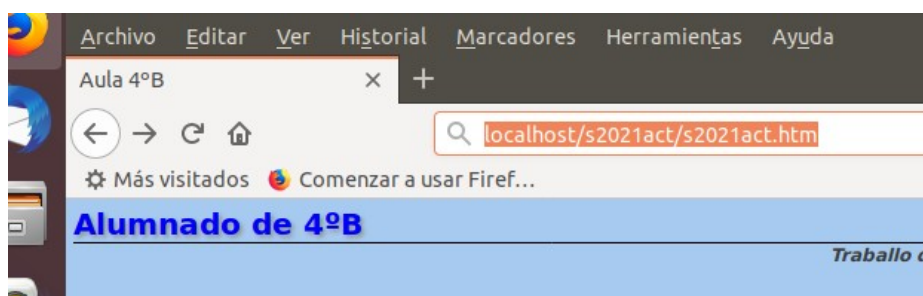 Archivo Editar Ver Historial Marcadores Herramientas Ayuda
Aula 4ºB
localhost/s2021act/s2021act.htm
Más visitados Comenzar a usar Firef...
Alumnado de 4ºB
Traballo